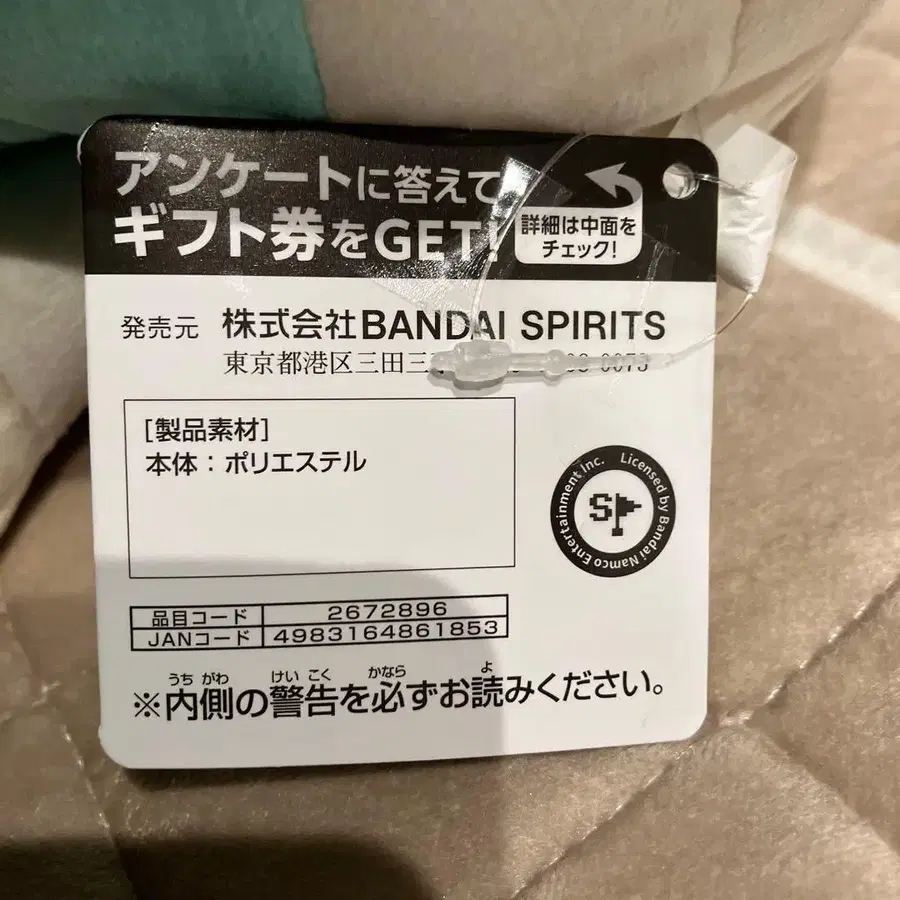 アンケートに答えて
ギフト券をGET!
詳細は中面を
チェック!
発売元 株式会社BANDAI SPIRITS
東京都港区三田三 0073
[製品素材]
本体：ポリエステル
Licensed by Bandai Namco Entertainment Inc.
S
品目コード 2672896
JANコード 4983164861853
うち がわ けい こく かなら よ
※内側の警告を必ずお読みください。